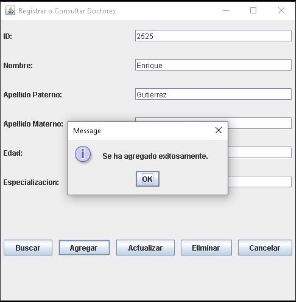 Registrar o Consultar Doctores
ID:
2525
Nombre:
Enrique
Apellido Paterno:
Gutierrez
Apellido Materno:
Message
Se ha agregado exitosamente.
OK
Edad:
Especializacion:
Buscar Agregar Actualizar Eliminar Cancelar